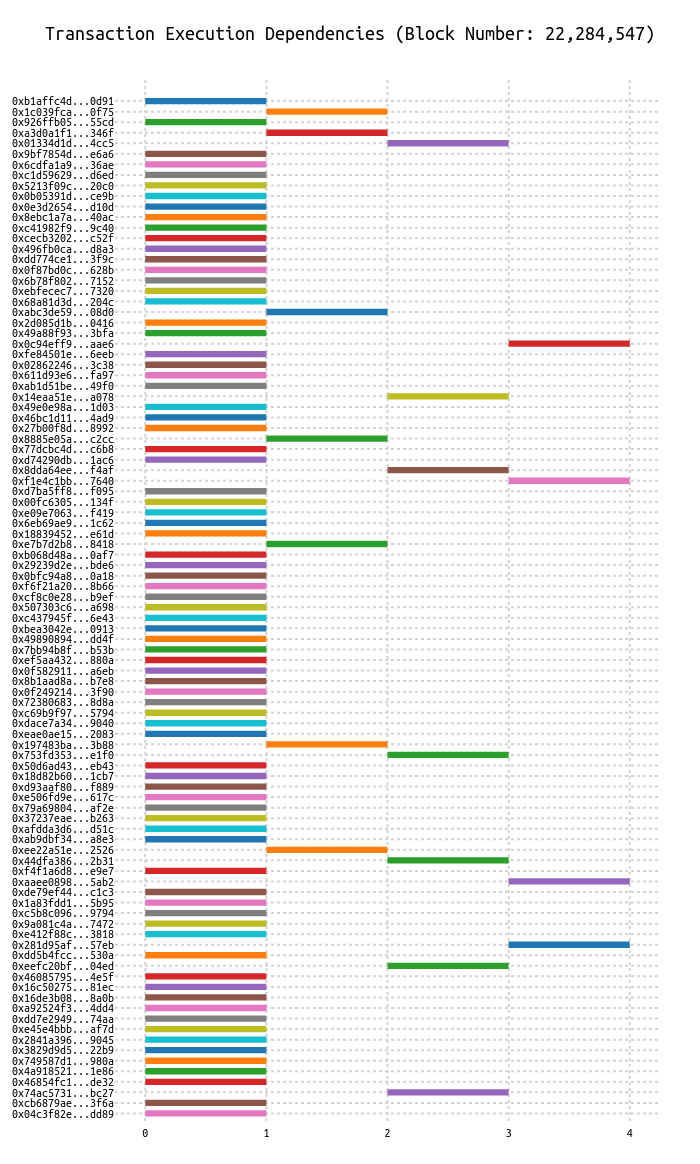 Transaction Execution Dependencies (Block Number: 22,284,547)
0xb1affc4d...0d91
0x1c039fca...0f75
0x926ffb05...55cd
0xa3d0a1f1...346f
0x01334d1d...4cc5
0x9bf7854d...e6a6
0x6cdfa1a9...36ae
0xc1d59629...d6ed
0x5213f09c...20c0
0x0b05391d...ce9b
0x0e3d2654...d10d
0x8ebc1a7a...40ac
0xc41982f9...9c40
0xcecb3202...c52f
0x496fb0ca...d8a3
0xdd774ce1...3f9c
0x0f87bd0c...628b
0x6b78f802...7152
0xebfecec7...7320
0x68a81d3d...204c
0xabc3de59...08d0
0x2d085d1b...0416
0x49a88f93...3bfa
0x0c94eff9...aae6
0xfe84501e...6eeb
0x02862246...3c38
0x611d93e6...fa97
0xab1d51be...49f0
0x14eaa51e...a078
0x49e0e98a...1d03
0x46bc1d11...4ad9
0x27b00f8d...8992
0x8885e05a...c2cc
0x77dcbc4d...c6b8
0xd74290db...1ac6
0x8dda64ee...f4af
0xf1e4c1bb...7640
0xd7ba5ff8...f095
0x00fc6305...134f
0xe09e7063...f419
0x6eb69ae9...1c62
0x18839452...e61d
0xe7b7d2b8...8418
0xb068d48a...0af7
0x29239d2e...bde6
0x0bfc94a8...0a18
0xf6f21a20...8b66
0xcf8c0e28...b9ef
0x507303c6...a698
0xc437945f...6e43
0xbea3042e...0913
0x49890894...dd4f
0x7bb94b8f...b53b
0xef5aa432...880a
0x0f582911...a6eb
0x8b1aad8a...b7e8
0x0f249214...3f90
0x72380683...8d8a
0xc69b9f97...5794
0xdace7a34...9040
0xeae0ae15...2083
0x197483ba...3b88
0x753fd353...e1f0
0x50d6ad43...eb43
0x18d82b60...1cb7
0xd93aaf80...f889
0xe506fd9e...617c
0x79a69804...af2e
0x37237eae...b263
0xafdda3d6...d51c
0xab9dbf34...a8e3
0xee22a51e...2526
0x44dfa386...2b31
0xf4f1a6d8...e9e7
0xaaee0898...5ab2
0xde79ef44...c1c3
0x1a83fdd1...5b95
0xc5b8c096...9794
0x9a081c4a...7472
0xe412f88c...3818
0x281d95af...57eb
0xdd5b4fcc...530a
0xeefc20bf...04ed
0x46085795...4e5f
0x16c50275...81ec
0x16de3b08...8a0b
0xa92524f3...4dd4
0xdd7e2949...74aa
0xe45e4bbb...af7d
0x2841a396...9045
0x3829d9d5...22b9
0x749587d1...980a
0x4a918521...1e86
0x46854fc1...de32
0x74ac5731...bc27
0xcb6879ae...3f6a
0x04c3f82e...dd89
0 1 2 3 4